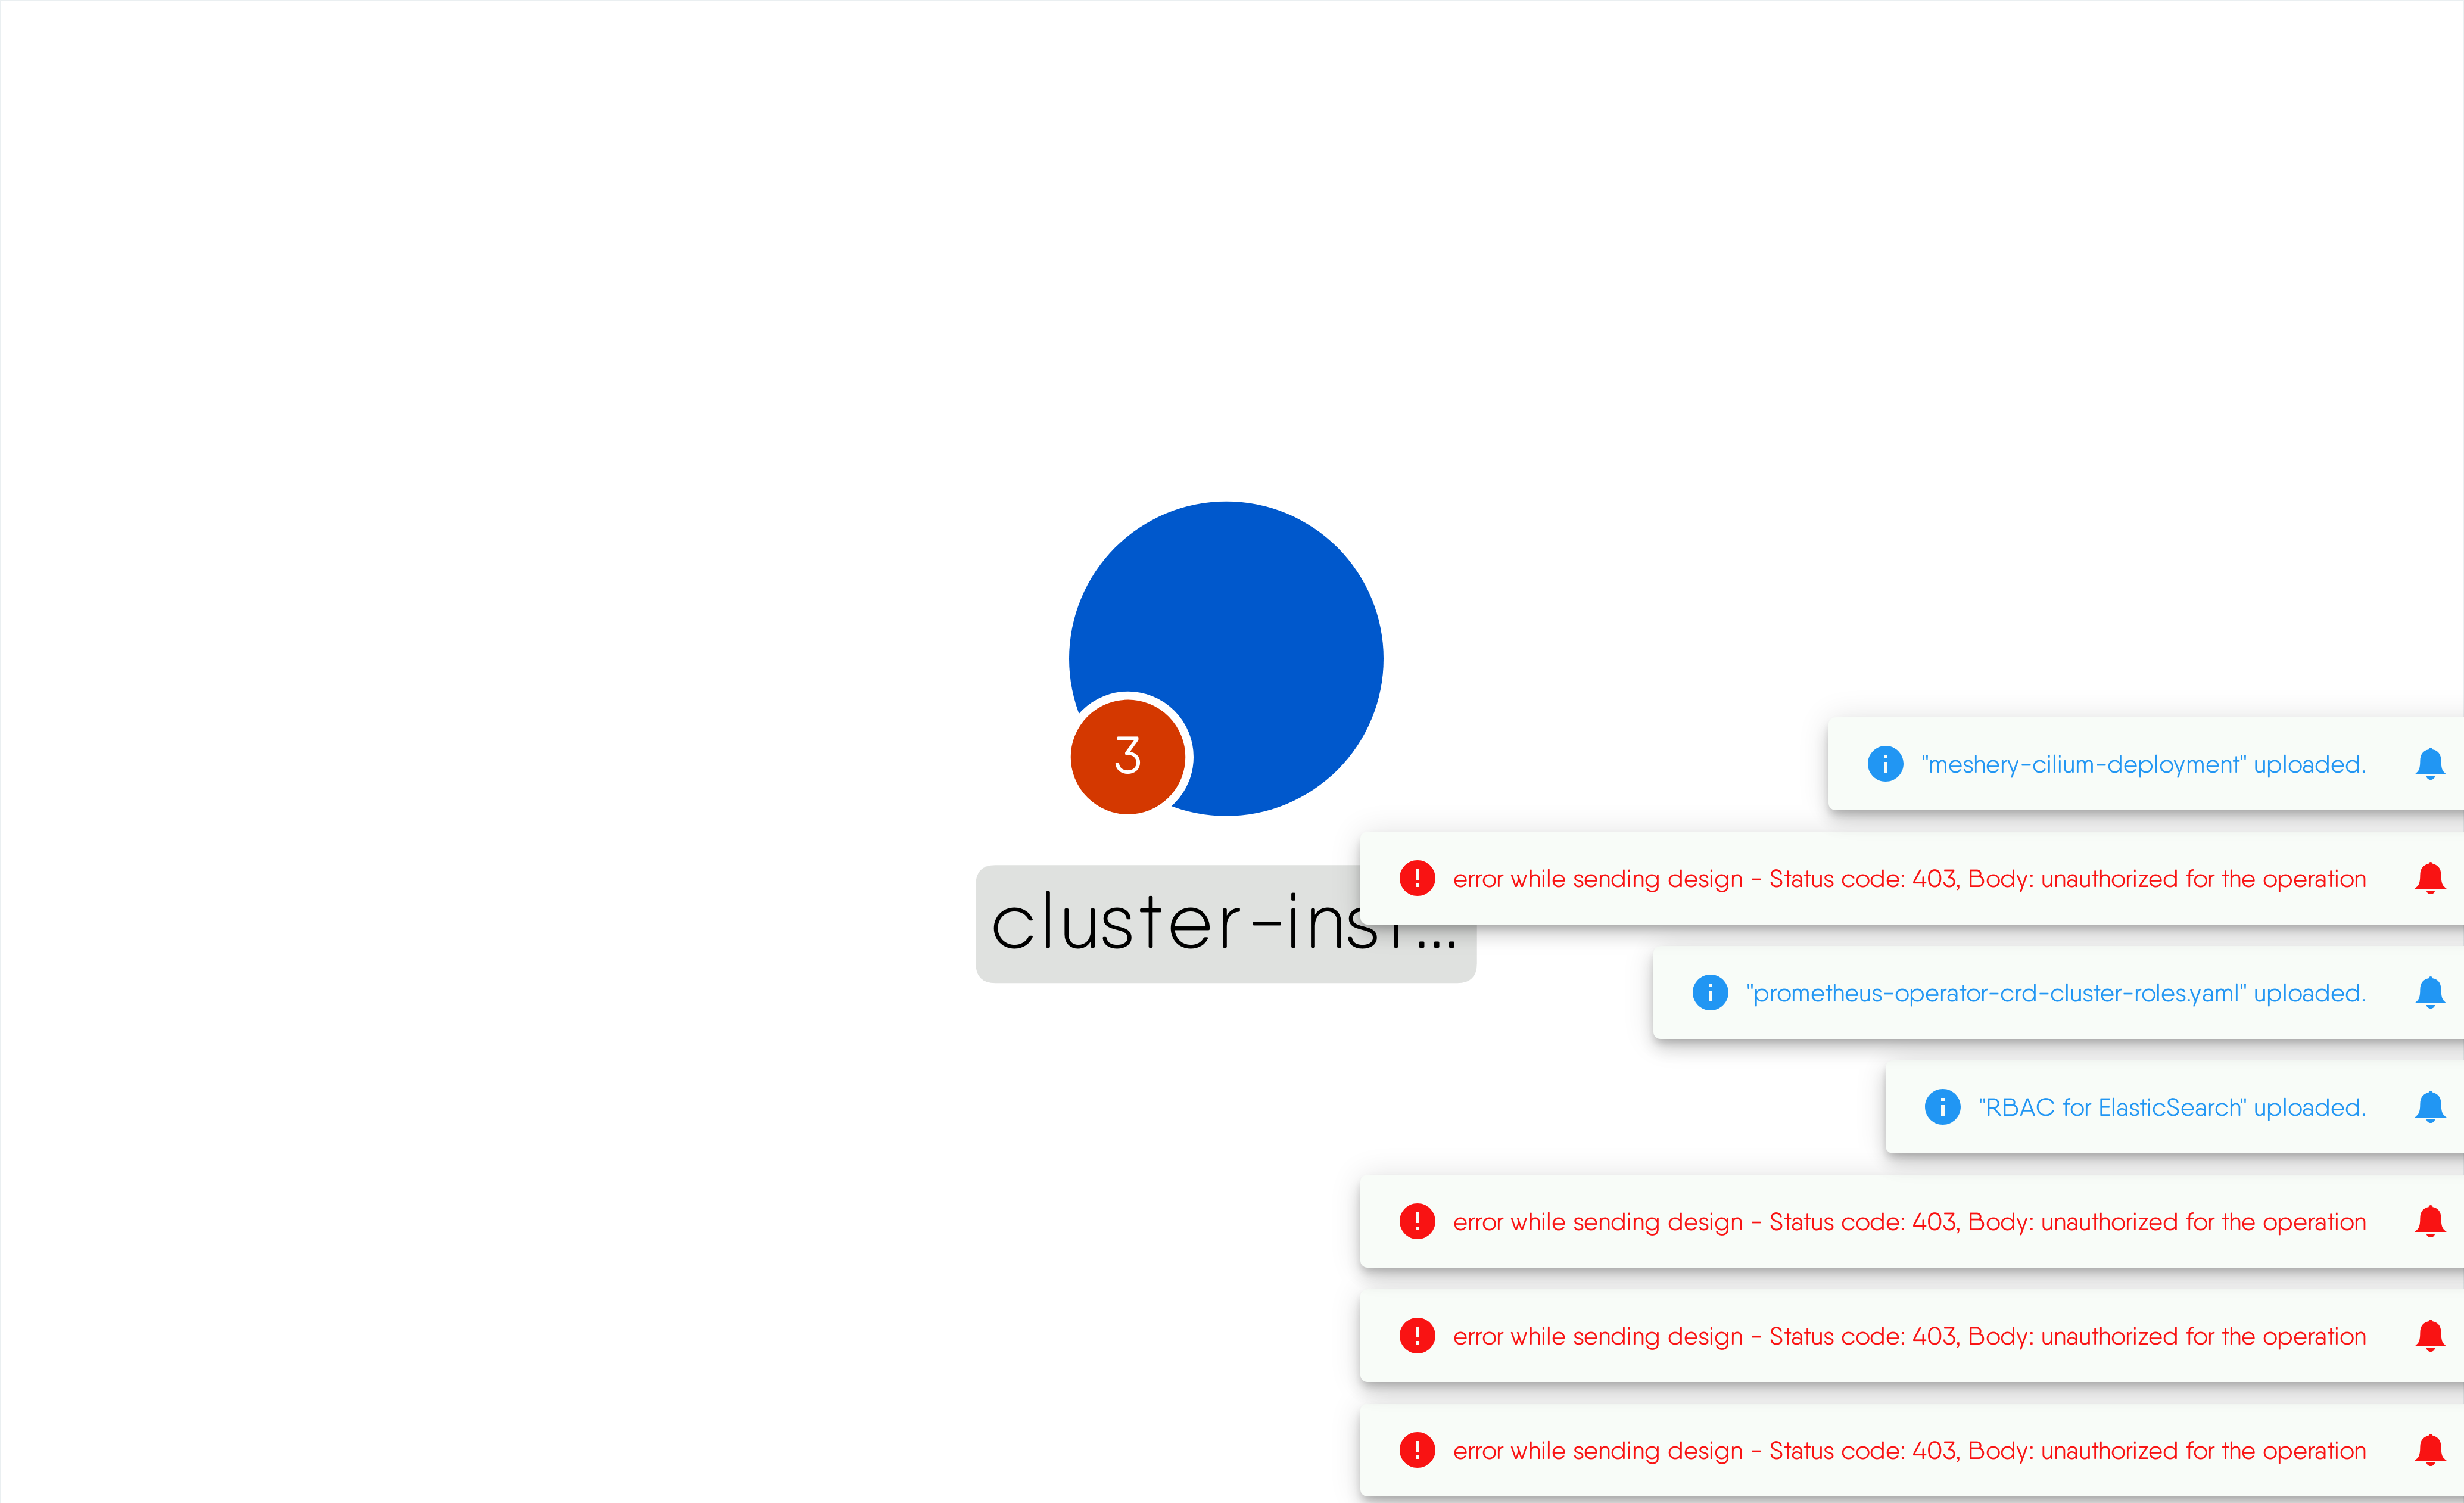 3
cluster-inst...
"meshery-cilium-deployment" uploaded.
error while sending design - Status code: 403, Body: unauthorized for the operation
"prometheus-operator-crd-cluster-roles.yaml" uploaded.
"RBAC for ElasticSearch" uploaded.
error while sending design - Status code: 403, Body: unauthorized for the operation
error while sending design - Status code: 403, Body: unauthorized for the operation
error while sending design - Status code: 403, Body: unauthorized for the operation